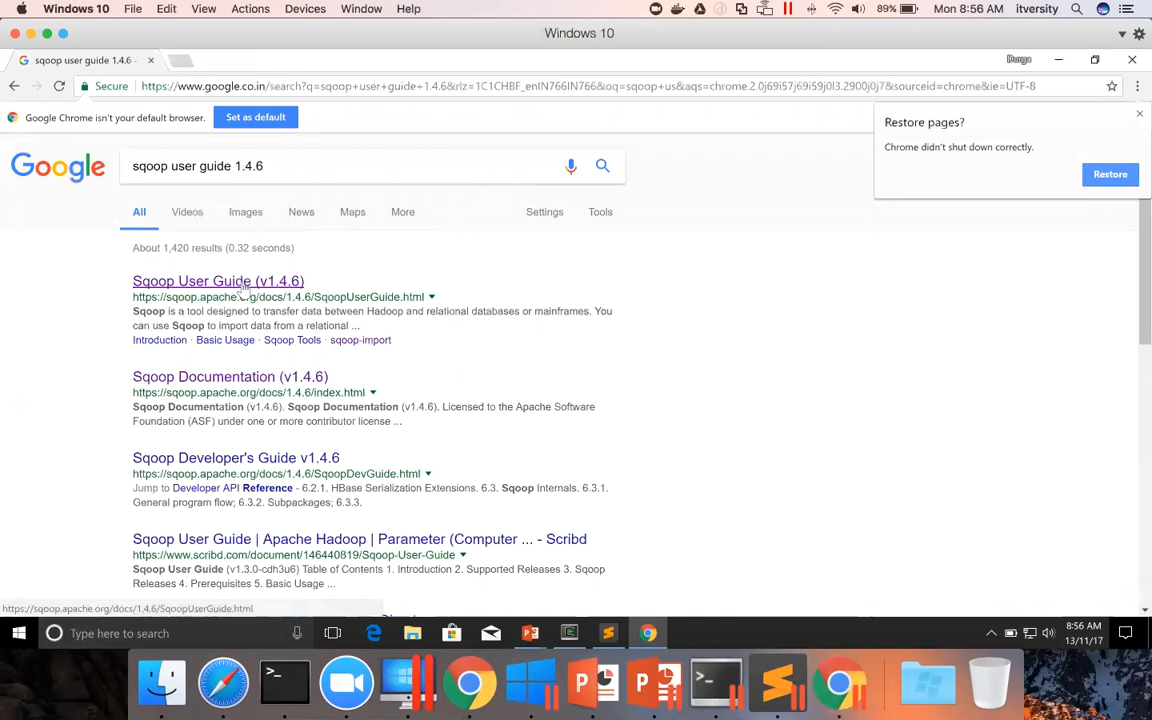 Windows 10 File Edit View Actions Devices Window Help 89% Mon 8:56 AM itversity
Windows 10
sqoop user guide 1.4.6 - Durga
Secure https://www.google.co.in/search?q=sqoop+user+guide+1.4.6&rlz=1C1CHBF_enIN766IN766&oq=sqoop+us&aqs=chrome.2.0j69i57j69i59j0l3.2900j0j7&sourceid=chrome&ie=UTF-8
Google Chrome isn't your default browser. Set as default
Restore pages?
Chrome didn't shut down correctly.
Restore
Google sqoop user guide 1.4.6
All Videos Images News Maps More Settings Tools
About 1,420 results (0.32 seconds)
Sqoop User Guide (v1.4.6)
https://sqoop.apache.org/docs/1.4.6/SqoopUserGuide.html
Sqoop is a tool designed to transfer data between Hadoop and relational databases or mainframes. You
can use Sqoop to import data from a relational ...
Introduction · Basic Usage · Sqoop Tools · sqoop-import
Sqoop Documentation (v1.4.6)
https://sqoop.apache.org/docs/1.4.6/index.html
Sqoop Documentation (v1.4.6). Sqoop Documentation (v1.4.6). Licensed to the Apache Software
Foundation (ASF) under one or more contributor license ...
Sqoop Developer's Guide v1.4.6
https://sqoop.apache.org/docs/1.4.6/SqoopDevGuide.html
Jump to Developer API Reference - 6.2.1. HBase Serialization Extensions. 6.3. Sqoop Internals. 6.3.1.
General program flow; 6.3.2. Subpackages; 6.3.3.
Sqoop User Guide | Apache Hadoop | Parameter (Computer ... - Scribd
https://www.scribd.com/document/146440819/Sqoop-User-Guide
Sqoop User Guide (v1.3.0-cdh3u6) Table of Contents 1. Introduction 2. Supported Releases 3. Sqoop
Releases 4. Prerequisites 5. Basic Usage ...
https://sqoop.apache.org/docs/1.4.6/SqoopUserGuide.html
Type here to search
8:56 AM
13/11/17